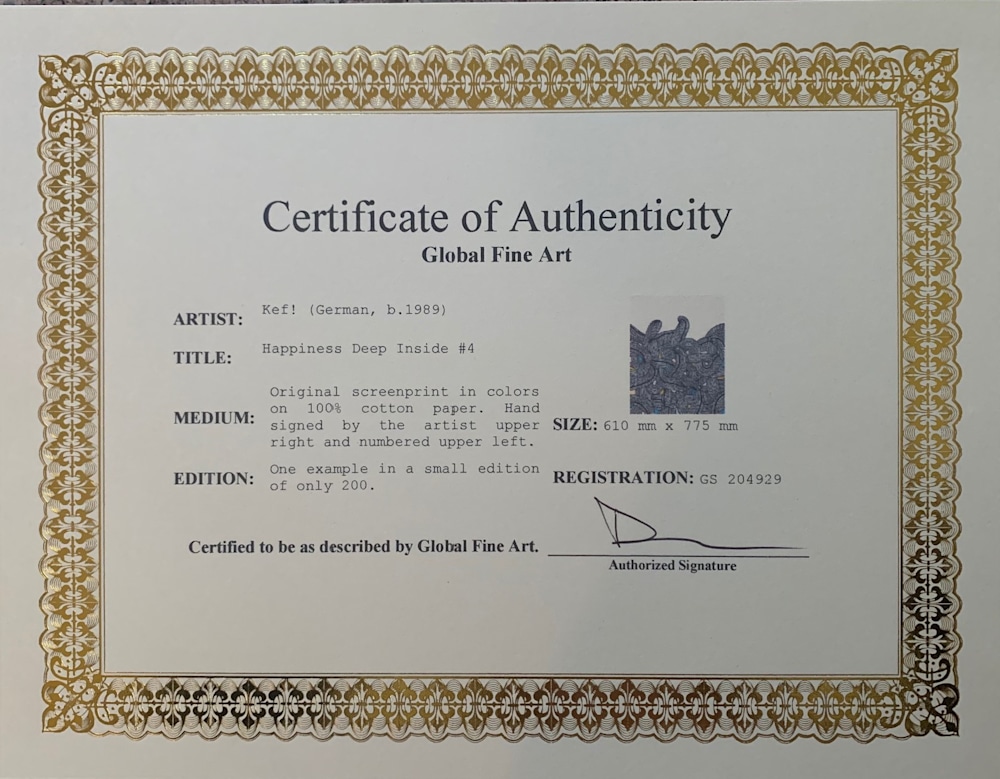 Certificate of Authenticity
Global Fine Art
ARTIST: Kef! (German, b.1989)
TITLE: Happiness Deep Inside #4
MEDIUM: Original screenprint in colors
on 100% cotton paper. Hand
signed by the artist upper
right and numbered upper left.
SIZE: 610 mm x 775 mm
EDITION: One example in a small edition
of only 200.
REGISTRATION: GS 204929
Certified to be as described by Global Fine Art.
Authorized Signature